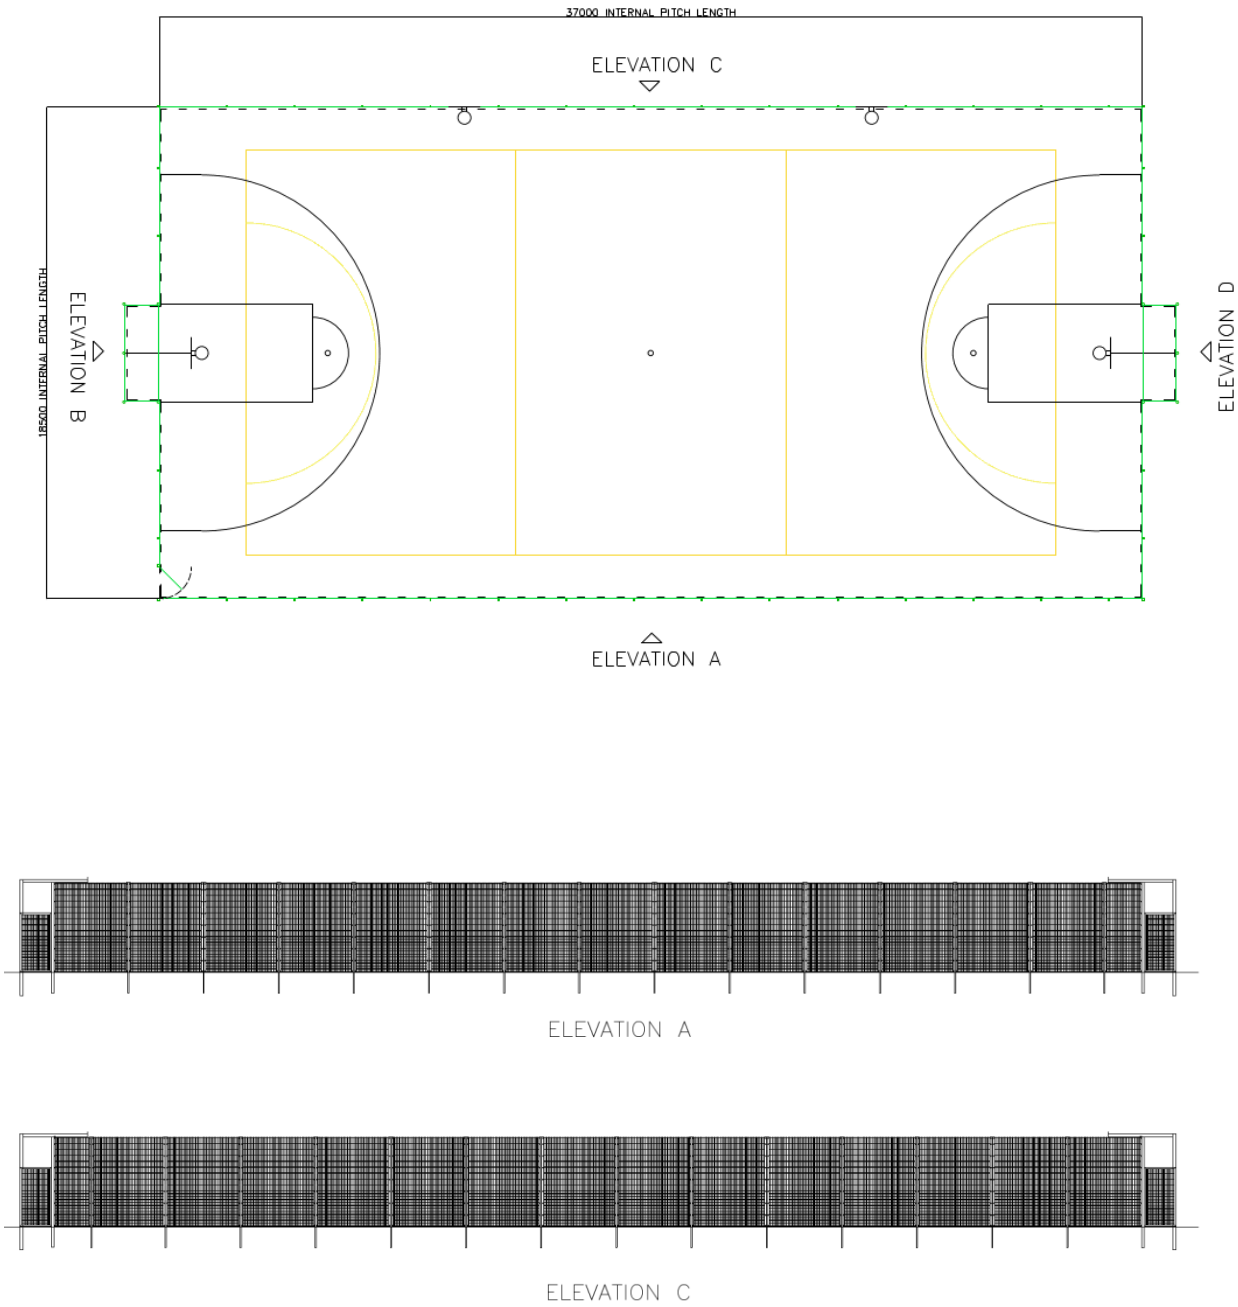 37000 INTERNAL PITCH LENGTH
ELEVATION C
18500 INTERNAL PITCH LENGTH
ELEVATION B
ELEVATION D
ELEVATION A
ELEVATION A
ELEVATION C